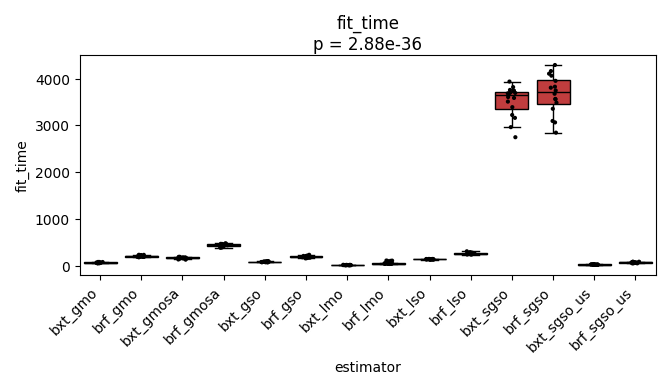 fit_time
p = 2.88e-36
fit_time
4000
3000
2000
1000
0
bxt_gmo
brf_gmo
bxt_gmosa
brf_gmosa
bxt_gso
brf_gso
bxt_lmo
brf_lmo
bxt_lso
brf_lso
bxt_sgso
brf_sgso
bxt_sgso_us
brf_sgso_us
estimator